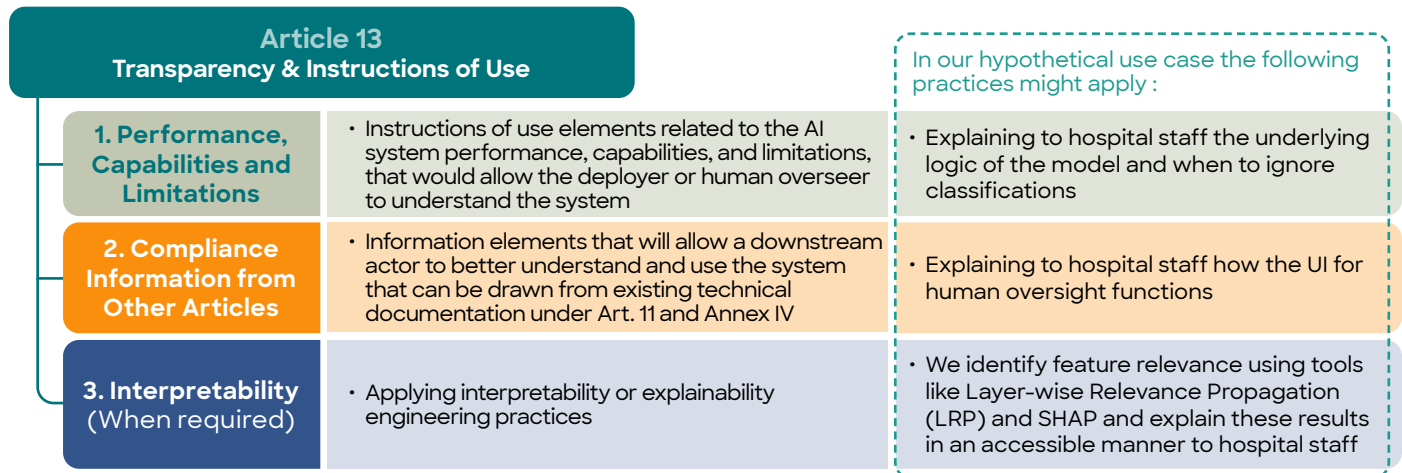 Article 13
Transparency & Instructions of Use
In our hypothetical use case the following
practices might apply :
1. Performance,
Capabilities and
Limitations
• Instructions of use elements related to the AI
system performance, capabilities, and limitations,
that would allow the deployer or human overseer
to understand the system
• Explaining to hospital staff the underlying
logic of the model and when to ignore
classifications
2. Compliance
Information from
Other Articles
• Information elements that will allow a downstream
actor to better understand and use the system
that can be drawn from existing technical
documentation under Art. 11 and Annex IV
• Explaining to hospital staff how the UI for
human oversight functions
3. Interpretability
(When required)
• Applying interpretability or explainability
engineering practices
• We identify feature relevance using tools
like Layer-wise Relevance Propagation
(LRP) and SHAP and explain these results
in an accessible manner to hospital staff